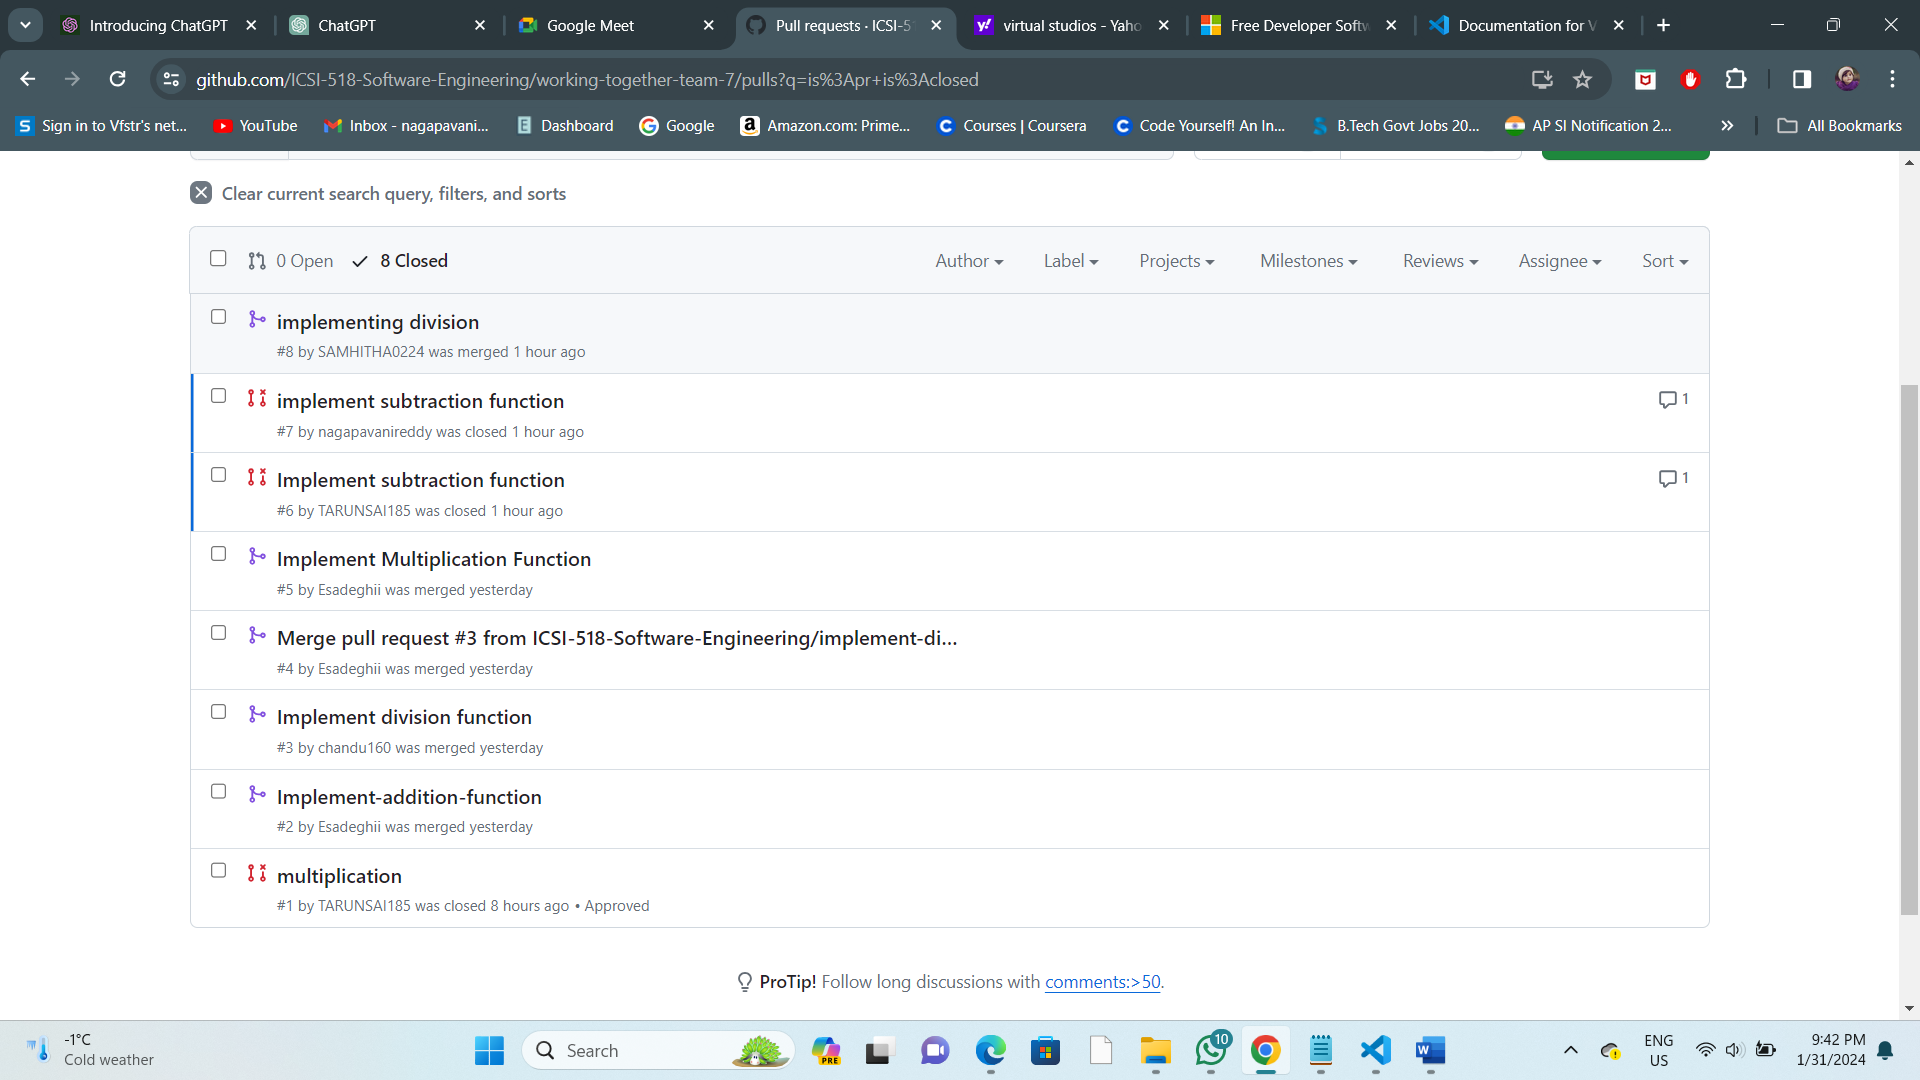 Introducing ChatGPT
ChatGPT
Google Meet
Pull requests · ICSI-51
virtual studios - Yaho
Free Developer Softw
Documentation for V
github.com/ICSI-518-Software-Engineering/working-together-team-7/pulls?q=is%3Apr+is%3Aclosed
Sign in to Vfstr's net...
YouTube
Inbox - nagapavani...
Dashboard
Google
Amazon.com: Prime...
Courses | Coursera
Code Yourself! An In...
B.Tech Govt Jobs 20...
AP SI Notification 2...
All Bookmarks
Clear current search query, filters, and sorts
0 Open
8 Closed
Author
Label
Projects
Milestones
Reviews
Assignee
Sort
implementing division
#8 by SAMHITHA0224 was merged 1 hour ago
implement subtraction function
1
#7 by nagapavanireddy was closed 1 hour ago
Implement subtraction function
1
#6 by TARUNSAI185 was closed 1 hour ago
Implement Multiplication Function
#5 by Esadeghii was merged yesterday
Merge pull request #3 from ICSI-518-Software-Engineering/implement-di...
#4 by Esadeghii was merged yesterday
Implement division function
#3 by chandu160 was merged yesterday
Implement-addition-function
#2 by Esadeghii was merged yesterday
multiplication
#1 by TARUNSAI185 was closed 8 hours ago • Approved
ProTip! Follow long discussions with comments:>50.
-1°C
Cold weather
Search
PRE
10
ENG
US
9:42 PM
1/31/2024